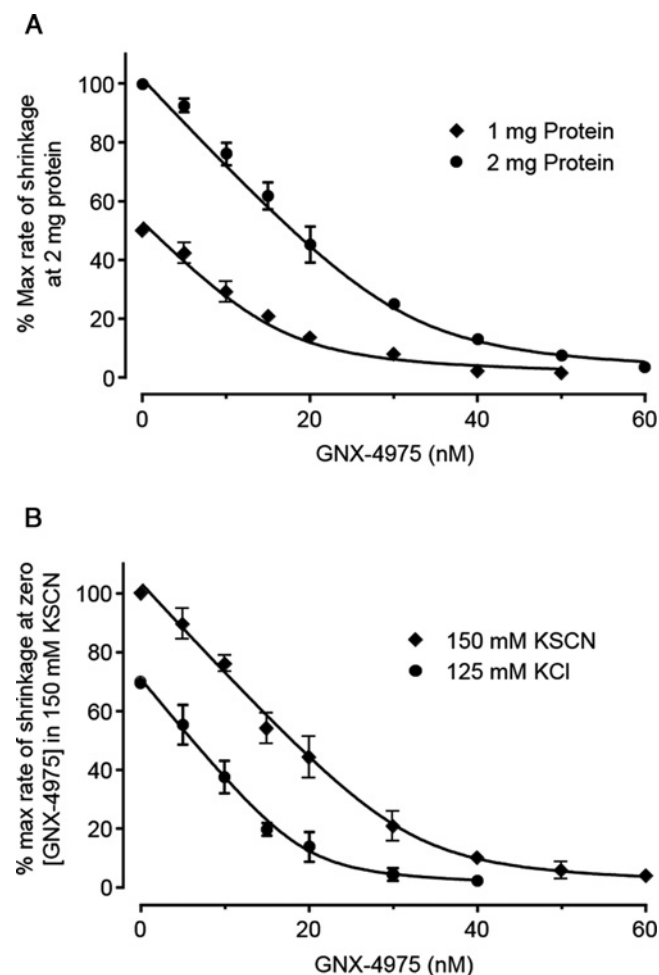 A
% Max rate of shrinkage
at 2 mg protein
100
80
60
40
20
0
1 mg Protein
2 mg Protein
0
20
40
60
GNX-4975 (nM)
B
% max rate of shrinkage at zero
[GNX-4975] in 150 mM KSCN
100
80
60
40
20
0
150 mM KSCN
125 mM KCl
0
20
40
60
GNX-4975 (nM)